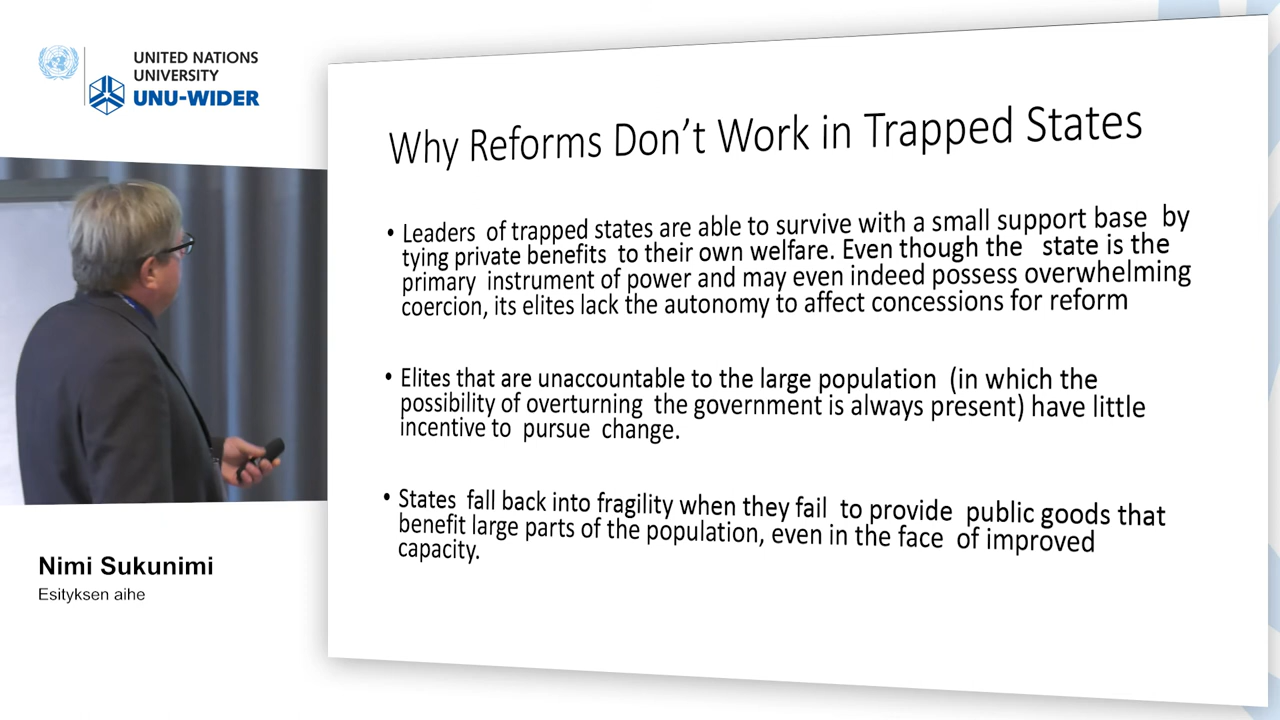 UNITED NATIONS
UNIVERSITY
UNU-WIDER
Why Reforms Don't Work in Trapped States
• Leaders of trapped states are able to survive with a small support base by
tying private benefits to their own welfare. Even though the state is the
primary instrument of power and may even indeed possess overwhelming
coercion, its elites lack the autonomy to affect concessions for reform
• Elites that are unaccountable to the large population (in which the
possibility of overturning the government is always present) have little
incentive to pursue change.
• States fall back into fragility when they fail to provide public goods that
benefit large parts of the population, even in the face of improved
capacity.
Nimi Sukunimi
Esityksen aihe